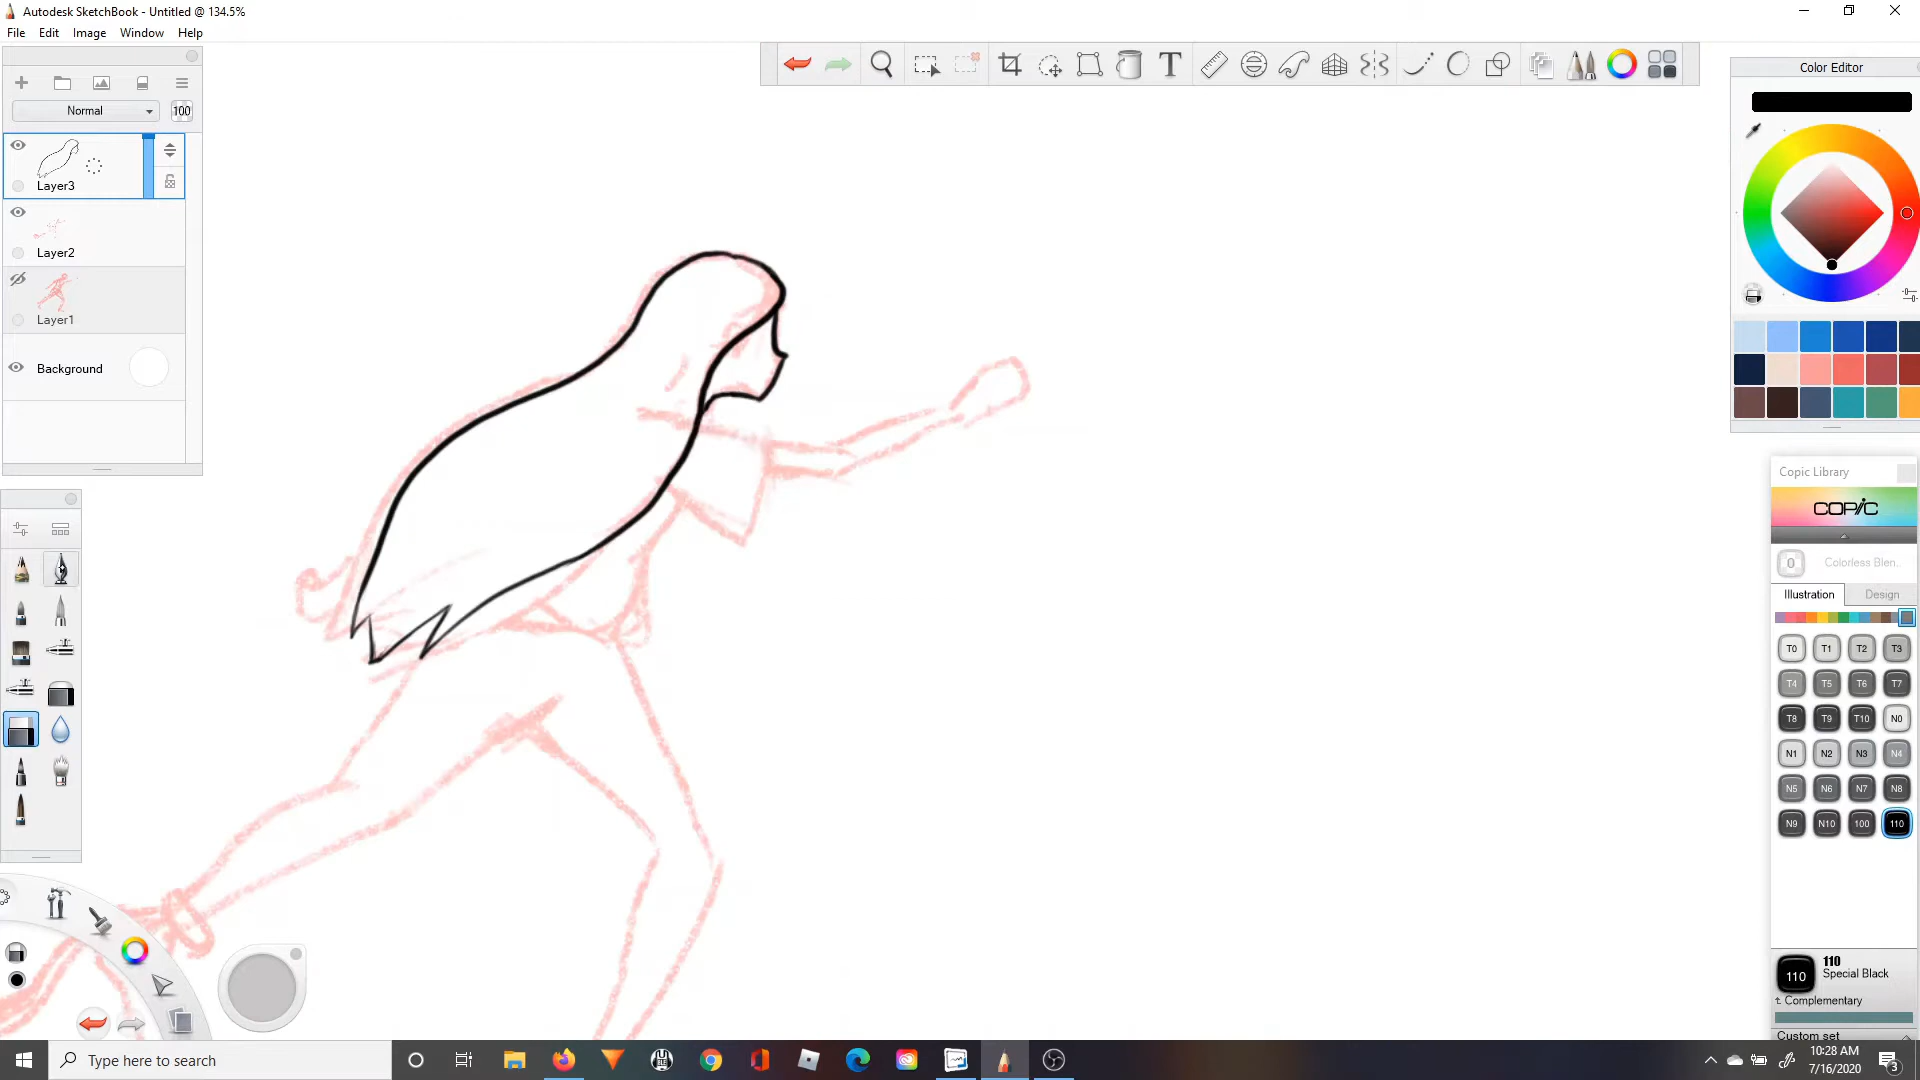 Autodesk SketchBook - Untitled @ 134.5%
File Edit Image Window Help
Normal 100
Layer3
Layer2
Layer1
Background
T
Color Editor
Copic Library
COPIC
0 Colorless Blen..
Illustration Design
T0 T1 T2 T3
T4 T5 T6 T7
T8 T9 T10 N0
N1 N2 N3 N4
N5 N6 N7 N8
N9 N10 100 110
110 110
Special Black
Complementary
Custom set
Type here to search
10:28 AM
7/16/2020
3